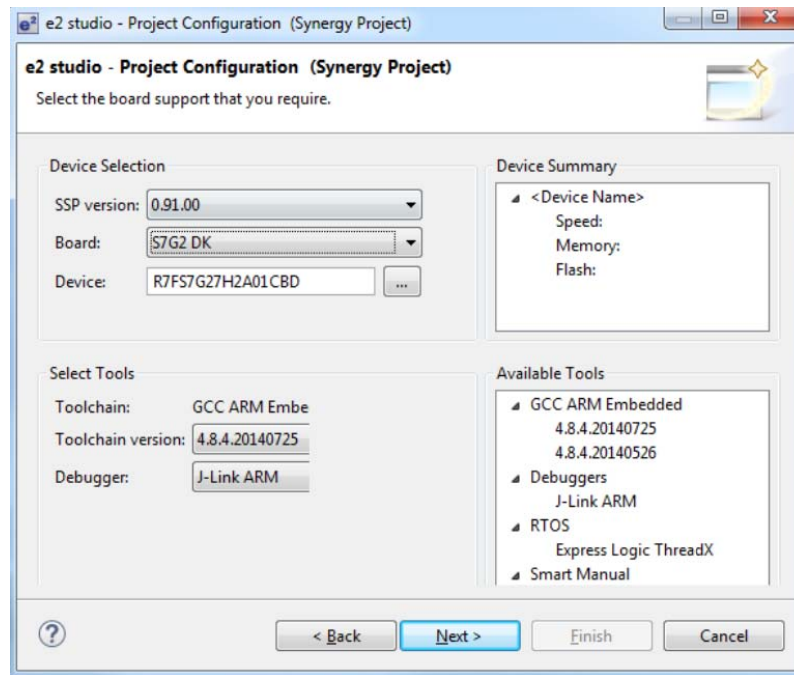 e² e2 studio - Project Configuration (Synergy Project)
e2 studio - Project Configuration (Synergy Project)
Select the board support that you require.
Device Selection
SSP version: 0.91.00
Board: S7G2 DK
Device: R7FS7G27H2A01CBD ...
Device Summary
<Device Name>
Speed:
Memory:
Flash:
Select Tools
Toolchain: GCC ARM Embe
Toolchain version: 4.8.4.20140725
Debugger: J-Link ARM
Available Tools
GCC ARM Embedded
4.8.4.20140725
4.8.4.20140526
Debuggers
J-Link ARM
RTOS
Express Logic ThreadX
Smart Manual
? < Back Next > Finish Cancel